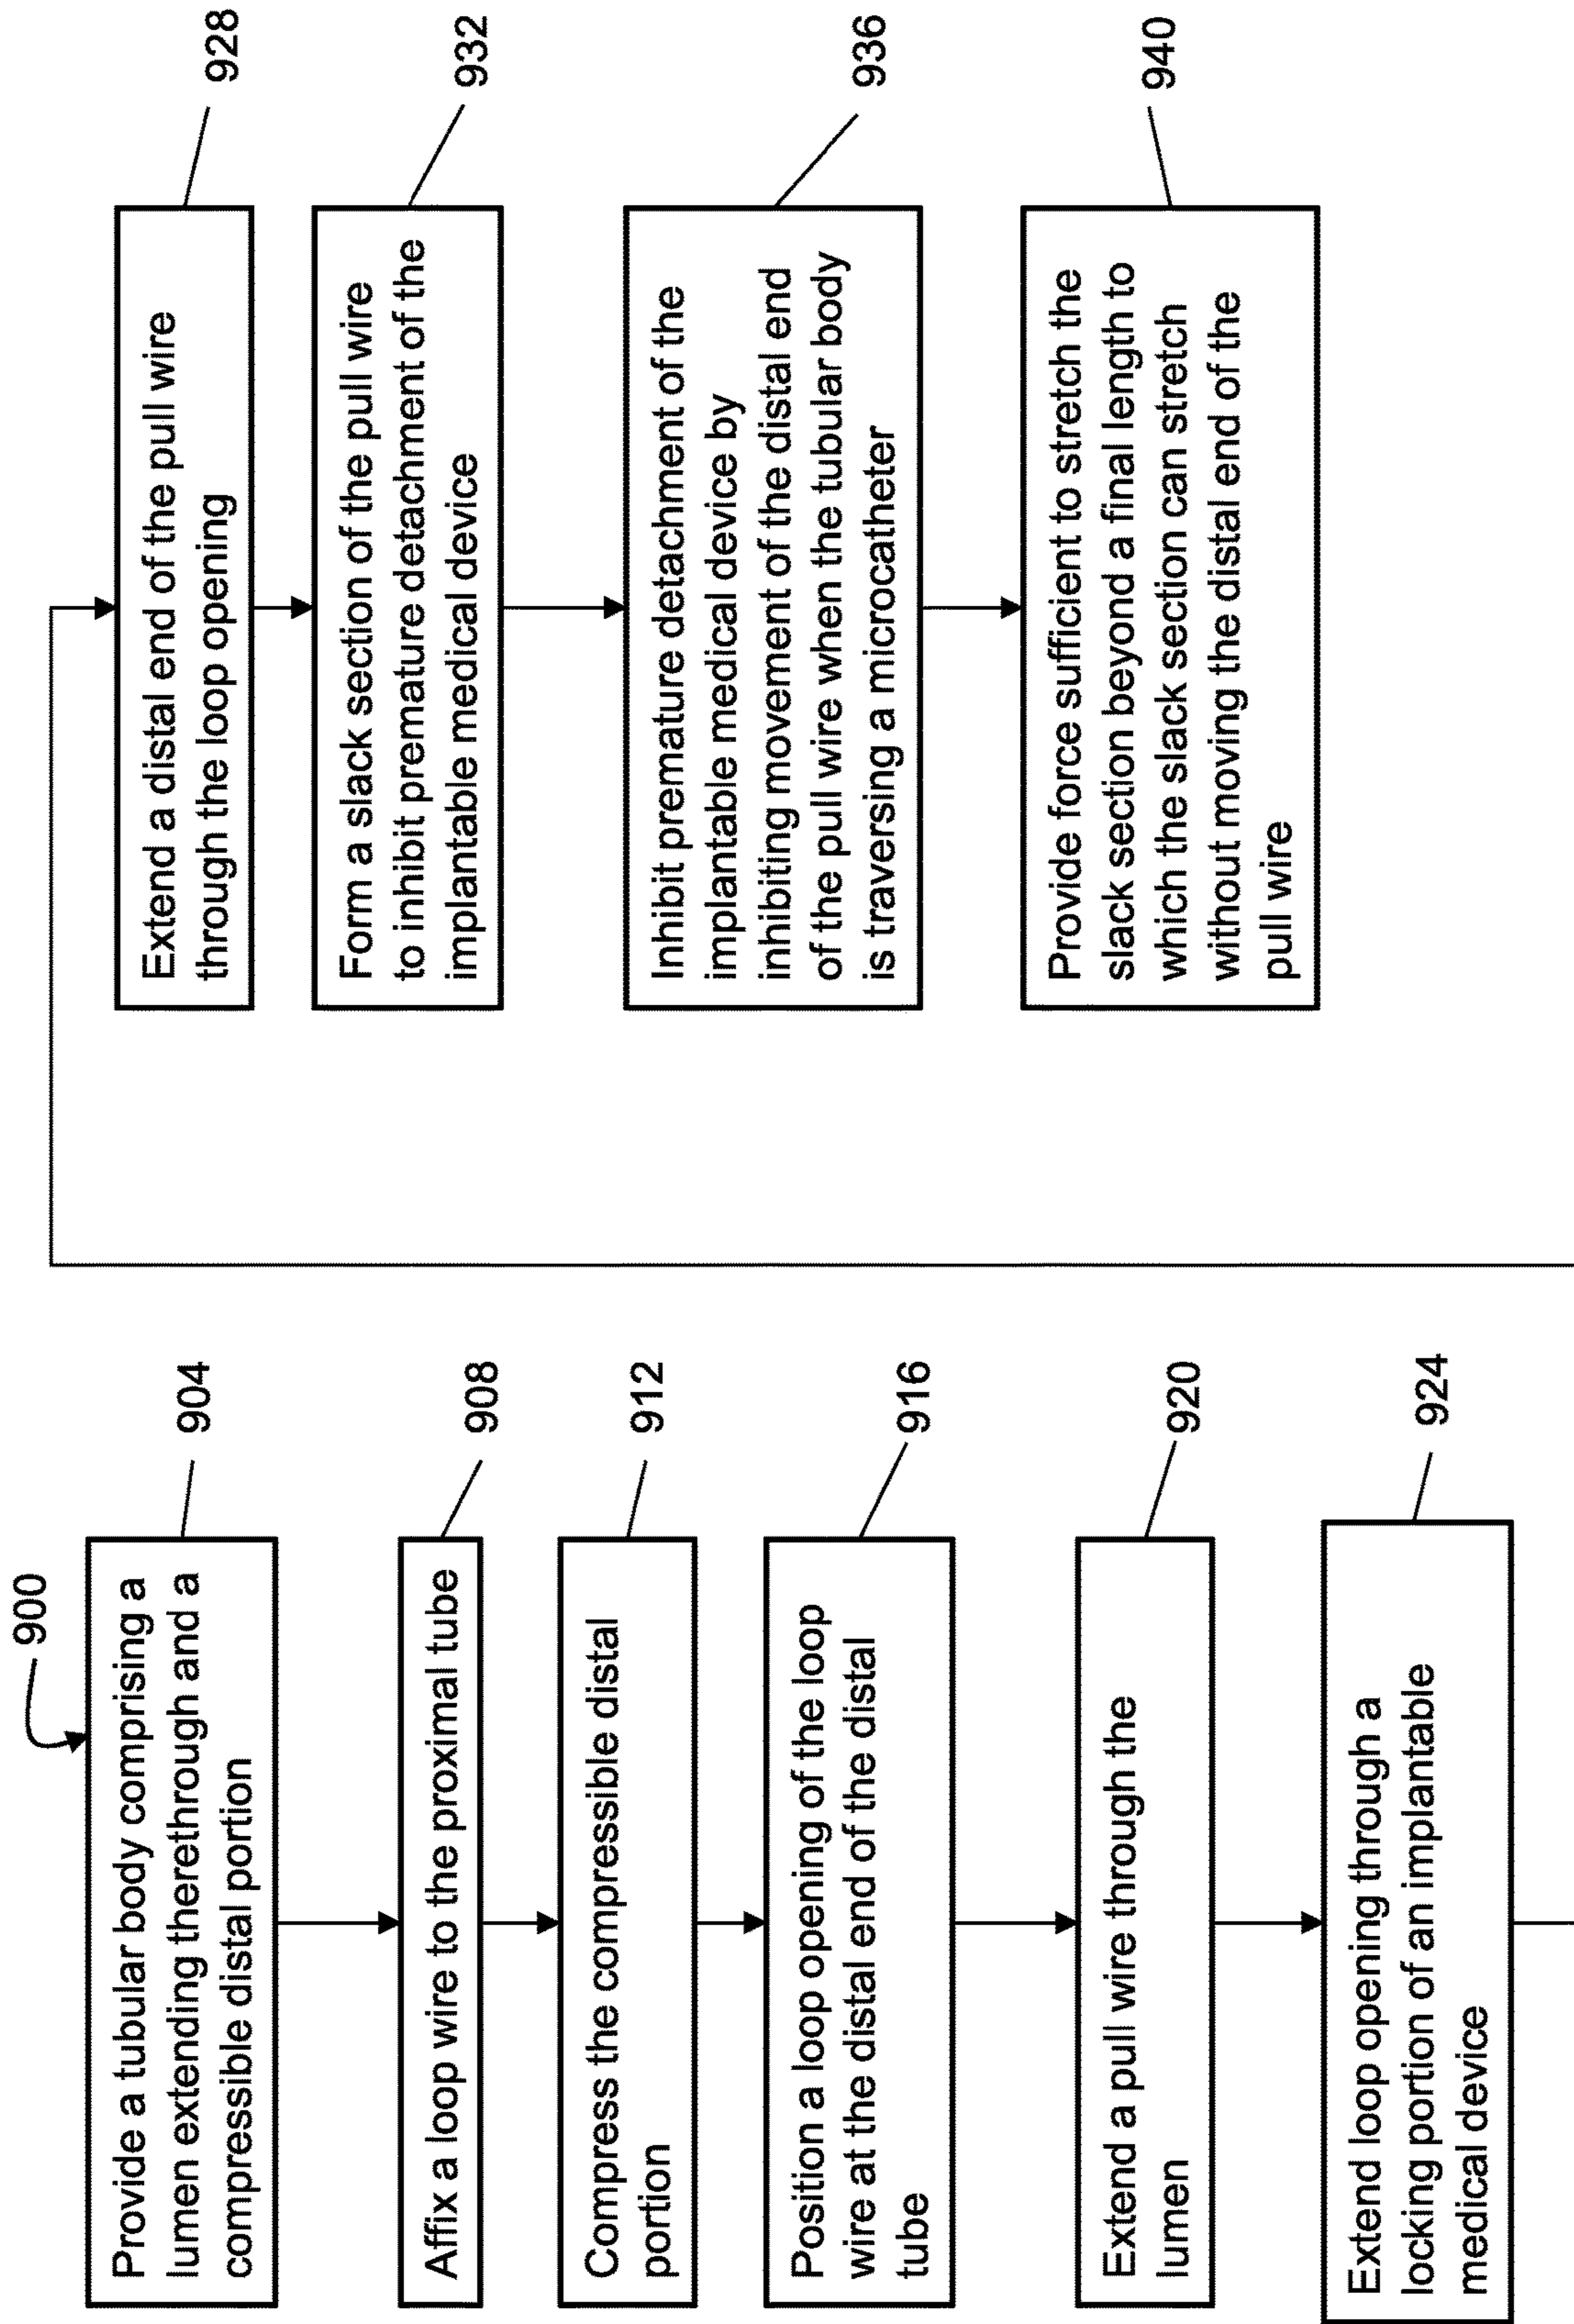 900
Provide a tubular body comprising a
lumen extending therethrough and a
compressible distal portion
904
Affix a loop wire to the proximal tube
908
Compress the compressible distal
portion
912
Position a loop opening of the loop
wire at the distal end of the distal
tube
916
Extend a pull wire through the
lumen
920
Extend loop opening through a
locking portion of an implantable
medical device
924
Extend a distal end of the pull wire
through the loop opening
928
Form a slack section of the pull wire
to inhibit premature detachment of the
implantable medical device
932
Inhibit premature detachment of the
implantable medical device by
inhibiting movement of the distal end
of the pull wire when the tubular body
is traversing a microcatheter
936
Provide force sufficient to stretch the
slack section beyond a final length to
which the slack section can stretch
without moving the distal end of the
pull wire
940